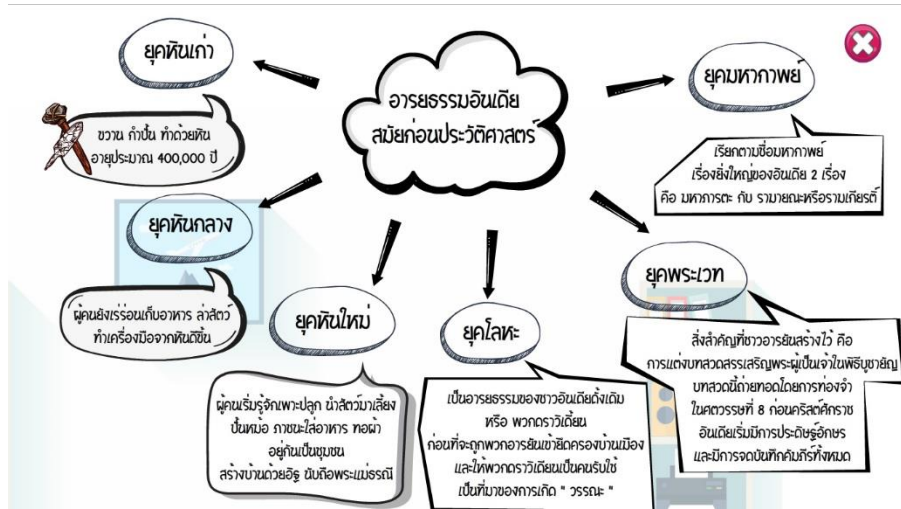 อารยธรรมอินเดีย
สมัยก่อนประวัติศาสตร์
ยุคหินเก่า
ขวาน กำปั้น ทำด้วยหิน
อายุประมาณ 400,000 ปี
ยุคหินกลาง
ผู้คนยังเร่ร่อนเก็บอาหาร ล่าสัตว์
ทำเครื่องมือจากหินดีขึ้น
ยุคหินใหม่
ผู้คนเริ่มรู้จักเพาะปลูก นำสัตว์มาเลี้ยง
ปั้นหม้อ ภาชนะใส่อาหาร ทอผ้า
อยู่กันเป็นชุมชน
สร้างบ้านด้วยอิฐ นับถือพระแม่ธรณี
ยุคโลหะ
เป็นอารยธรรมของชาวอินเดียดั้งเดิม
หรือ พวกดราวิเดี้ยน
ก่อนที่จะถูกพวกอารยันเข้ายึดครองบ้านเมือง
และให้พวกดราวิเดียนเป็นคนรับใช้
เป็นที่มาของการเกิด " วรรณะ "
ยุคพระเวท
สิ่งสำคัญที่ชาวอารยันสร้างไว้ คือ
การแต่งบทสวดสรรเสริญพระผู้เป็นเจ้าในพิธีบูชายัญ
บทสวดนี้ถ่ายทอดโดยการท่องจำ
ในศตวรรษที่ 8 ก่อนคริสต์ศักราช
อินเดียเริ่มมีการประดิษฐ์อักษร
และมีการจดบันทึกคัมภีร์ทั้งหมด
ยุคมหากาพย์
เรียกตามชื่อมหากาพย์
เรื่องยิ่งใหญ่ของอินเดีย 2 เรื่อง
คือ มหาภารตะ กับ รามายณะหรือรามเกียรติ์